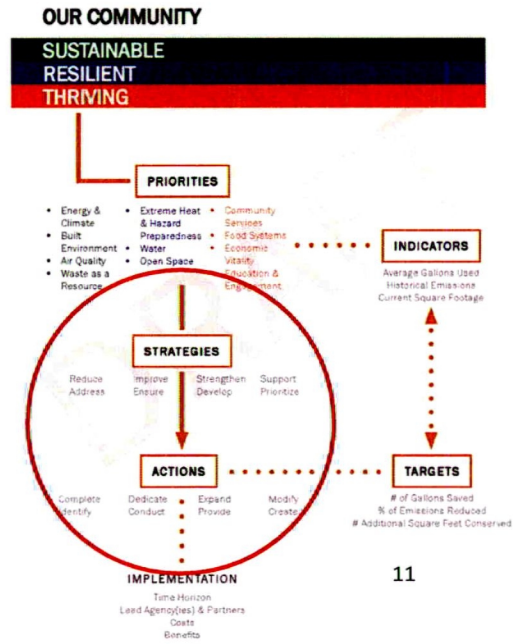 OUR COMMUNITY
SUSTAINABLE
RESILIENT
THRIVING
PRIORITIES
• Energy & Climate
• Built Environment
• Air Quality
• Waste as a Resource
• Extreme Heat & Hazard Preparedness
• Water
• Open Space
• Community Services
• Food Systems
• Economic Vitality
Education & Engagement
INDICATORS
Average Gallons Used
Historical Emissions
Current Square Footage
STRATEGIES
Reduce Improve Strengthen Support
Address Ensure Develop Prioritize
ACTIONS
Complete Dedicate Expand Modify
Identify Conduct Provide Create
TARGETS
# of Gallons Saved
% of Emissions Reduced
# Additional Square Feet Conserved
IMPLEMENTATION
Time Horizon
Lead Agency(ies) & Partners
Costs
Benefits
11